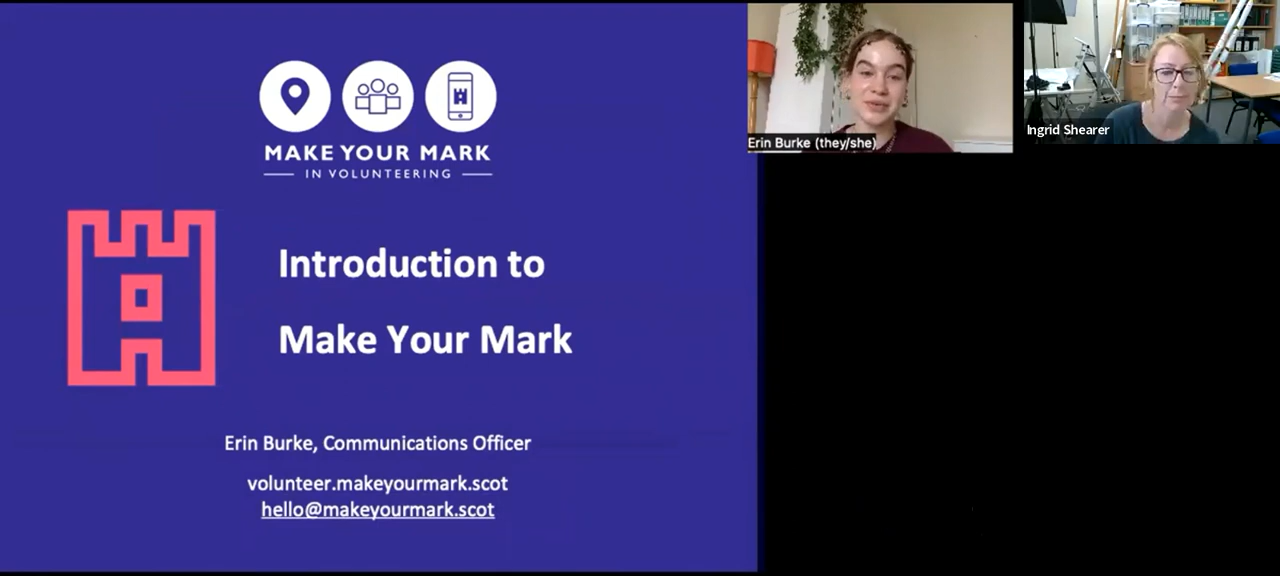 MAKE YOUR MARK
IN VOLUNTEERING
Introduction to
Make Your Mark
Erin Burke, Communications Officer
volunteer.makeyourmark.scot
hello@makeyourmark.scot
Erin Burke (they/she)
Ingrid Shearer